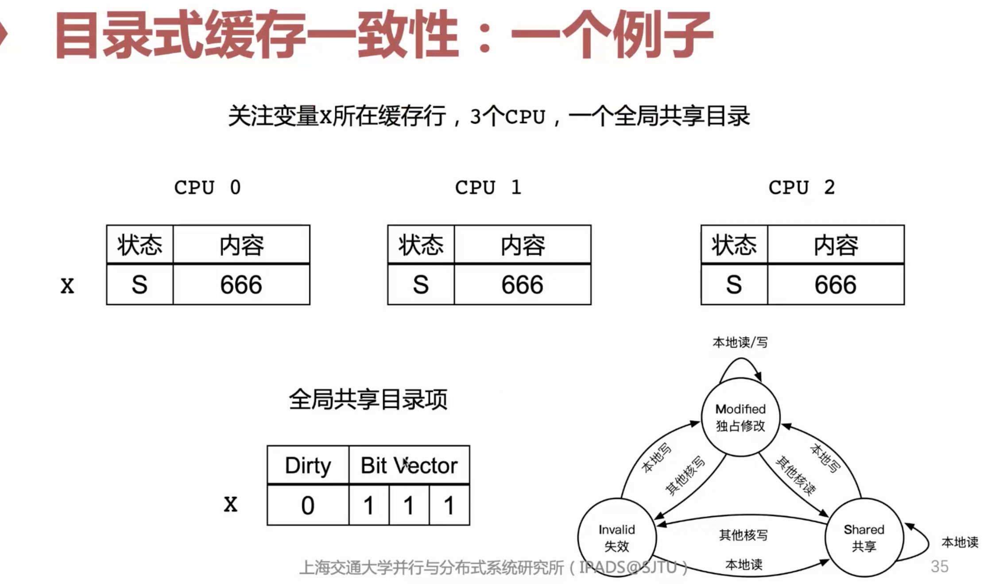 目录式缓存一致性：一个例子
关注变量x所在缓存行，3个CPU，一个全局共享目录
CPU 0
CPU 1
CPU 2
状态 内容
状态 内容
状态 内容
x S 666
S 666
S 666
本地读/写
全局共享目录项
Modified
独占修改
本地写
其他核写
其他核读
本地写
Dirty Bit Vector
x 0 1 1 1
Invalid
失效
其他核写
Shared
共享
本地读
本地读
上海交通大学并行与分布式系统研究所（IPADS@SJTU）
35